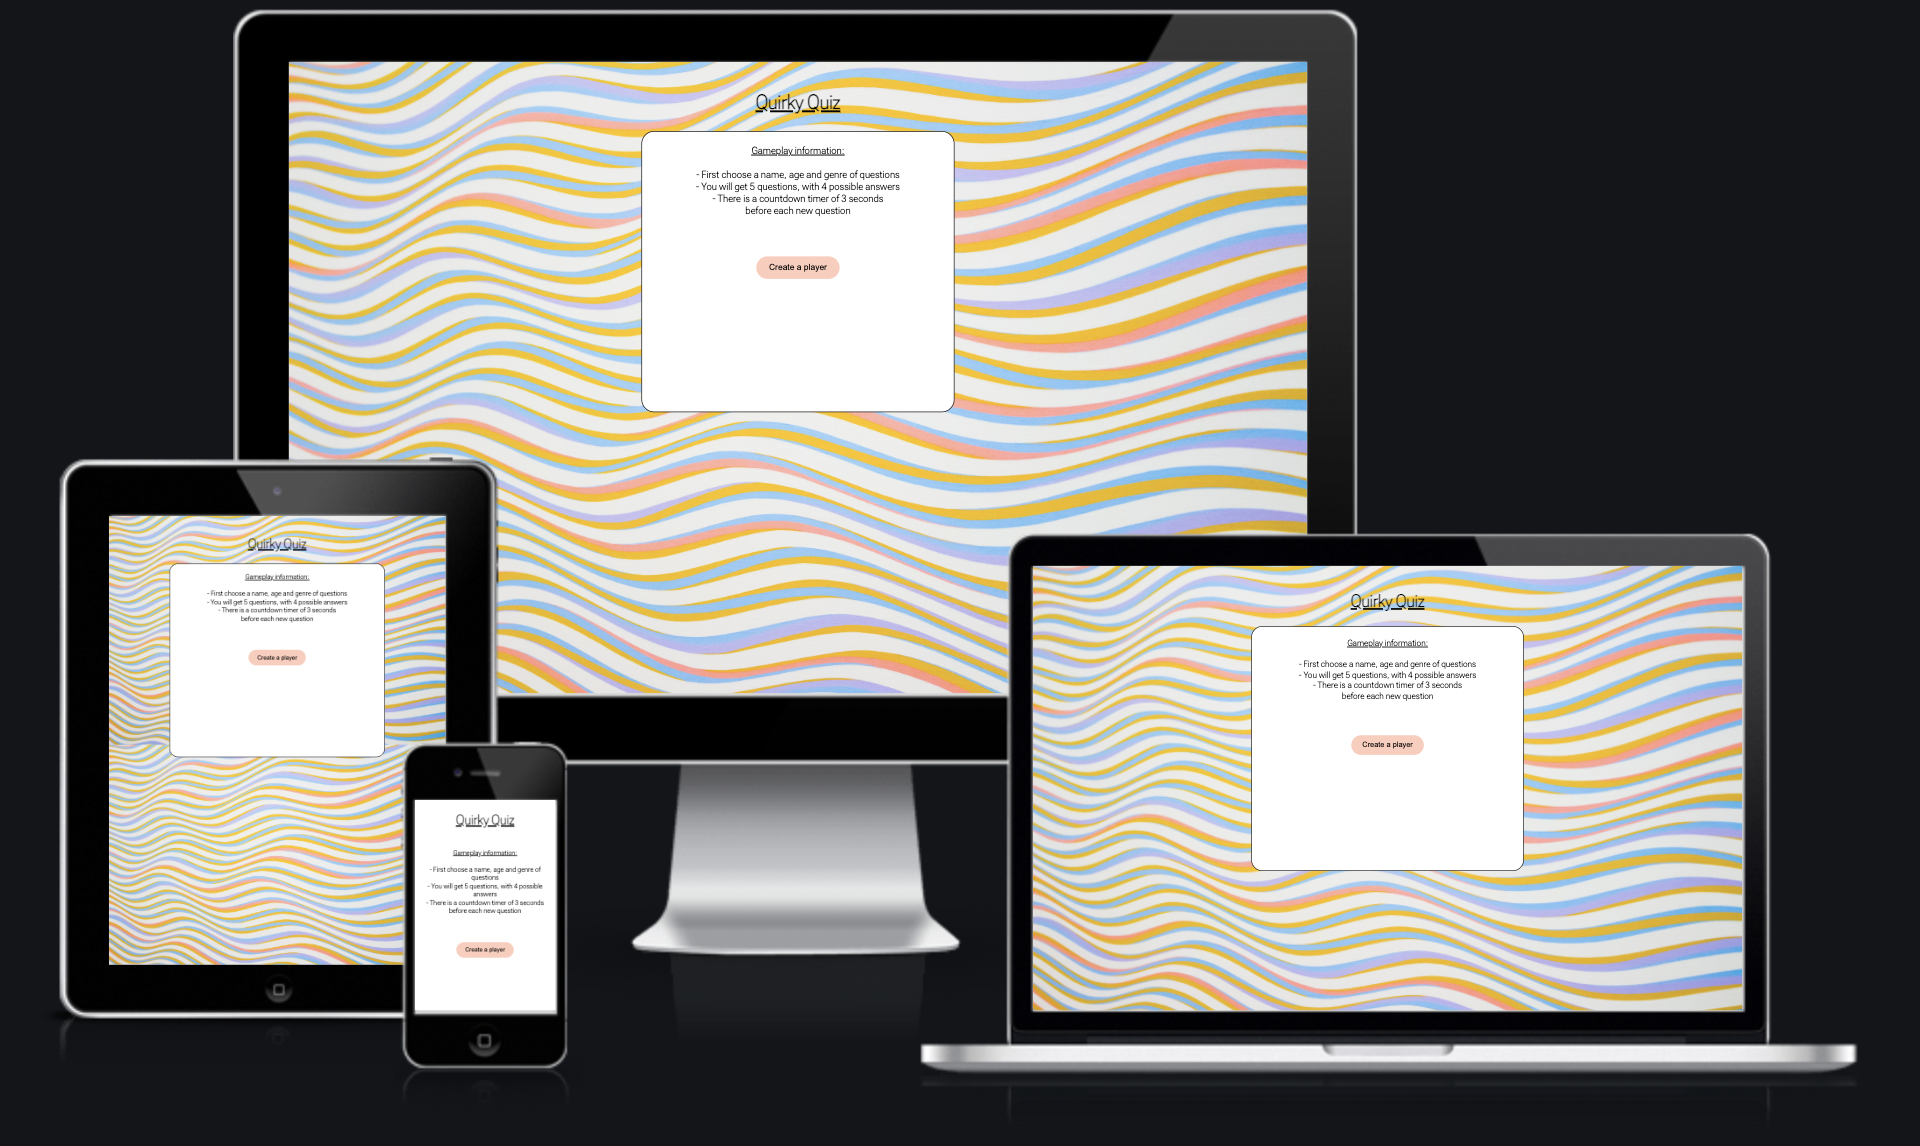 Quirky Quiz
Gameplay information:
- First choose a name, age and genre of questions
- You will get 5 questions, with 4 possible answers
- There is a countdown timer of 3 seconds
before each new question
Create a player
Quirky Quiz
Gameplay information:
- First choose a name, age and genre of questions
- You will get 5 questions, with 4 possible answers
- There is a countdown timer of 3 seconds
before each new question
Create a player
Quirky Quiz
Gameplay information:
- First choose a name, age and genre of
questions
- You will get 5 questions, with 4 possible
answers
- There is a countdown timer of 3 seconds
before each new question
Create a player
Quirky Quiz
Gameplay information:
- First choose a name, age and genre of questions
- You will get 5 questions, with 4 possible answers
- There is a countdown timer of 3 seconds
before each new question
Create a player